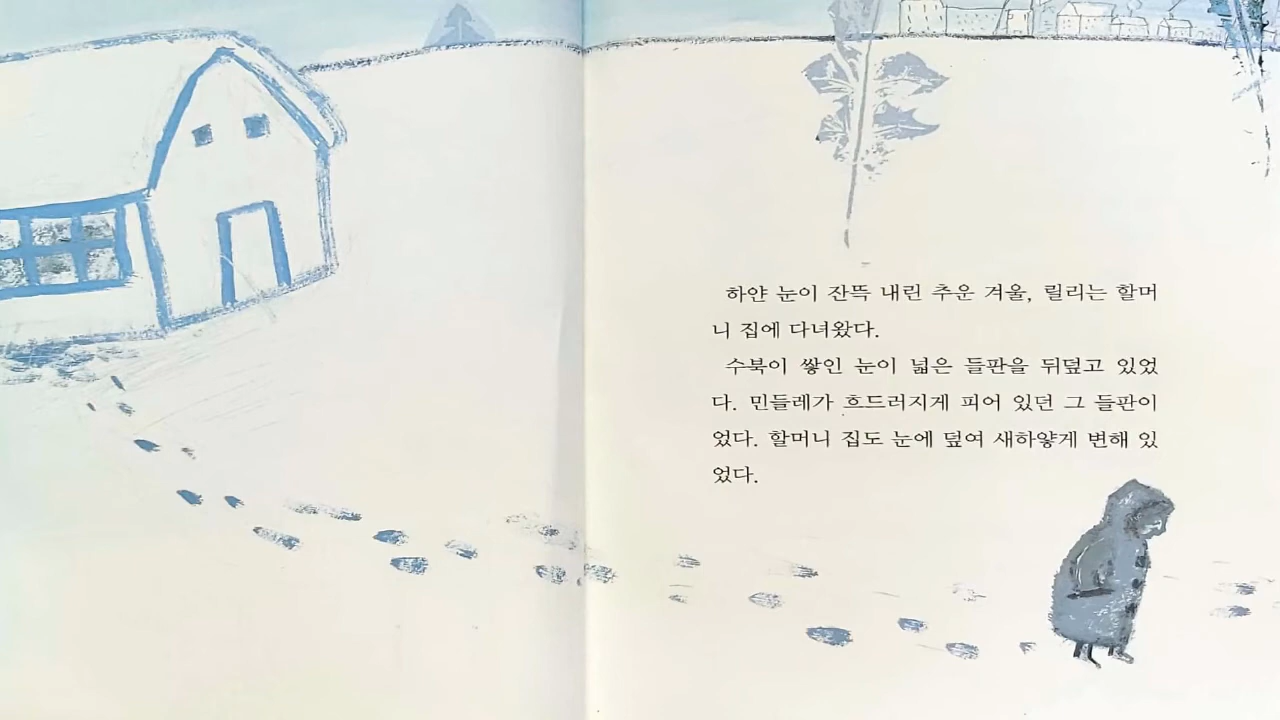 하얀 눈이 잔뜩 내린 추운 겨울, 릴리는 할머
니 집에 다녀왔다.
수북이 쌓인 눈이 넓은 들판을 뒤덮고 있었
다. 민들레가 흐드러지게 피어 있던 그 들판이
었다. 할머니 집도 눈에 덮여 새하얗게 변해 있
었다.